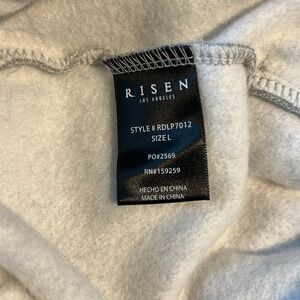 RISEN
LOS ANGELES
STYLE # RDLP7012
SIZE L
PO#2569
RN#159259
HECHO EN CHINA
MADE IN CHINA